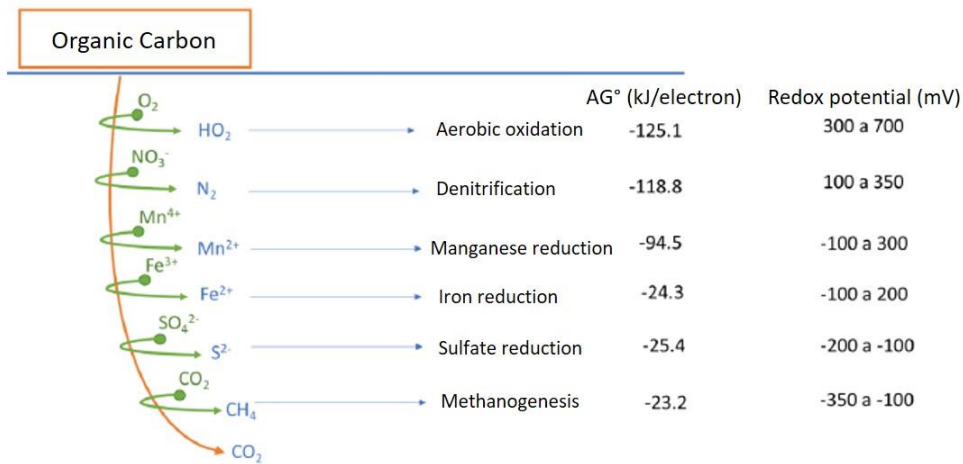 Organic Carbon
AG° (kJ/electron) Redox potential (mV)
O₂
HO₂ Aerobic oxidation -125.1 300 a 700
NO₃⁻
N₂ Denitrification -118.8 100 a 350
Mn⁴⁺
Mn²⁺ Manganese reduction -94.5 -100 a 300
Fe³⁺
Fe²⁺ Iron reduction -24.3 -100 a 200
SO₄²⁻
S²⁻ Sulfate reduction -25.4 -200 a -100
CO₂
CH₄ Methanogenesis -23.2 -350 a -100
CO₂